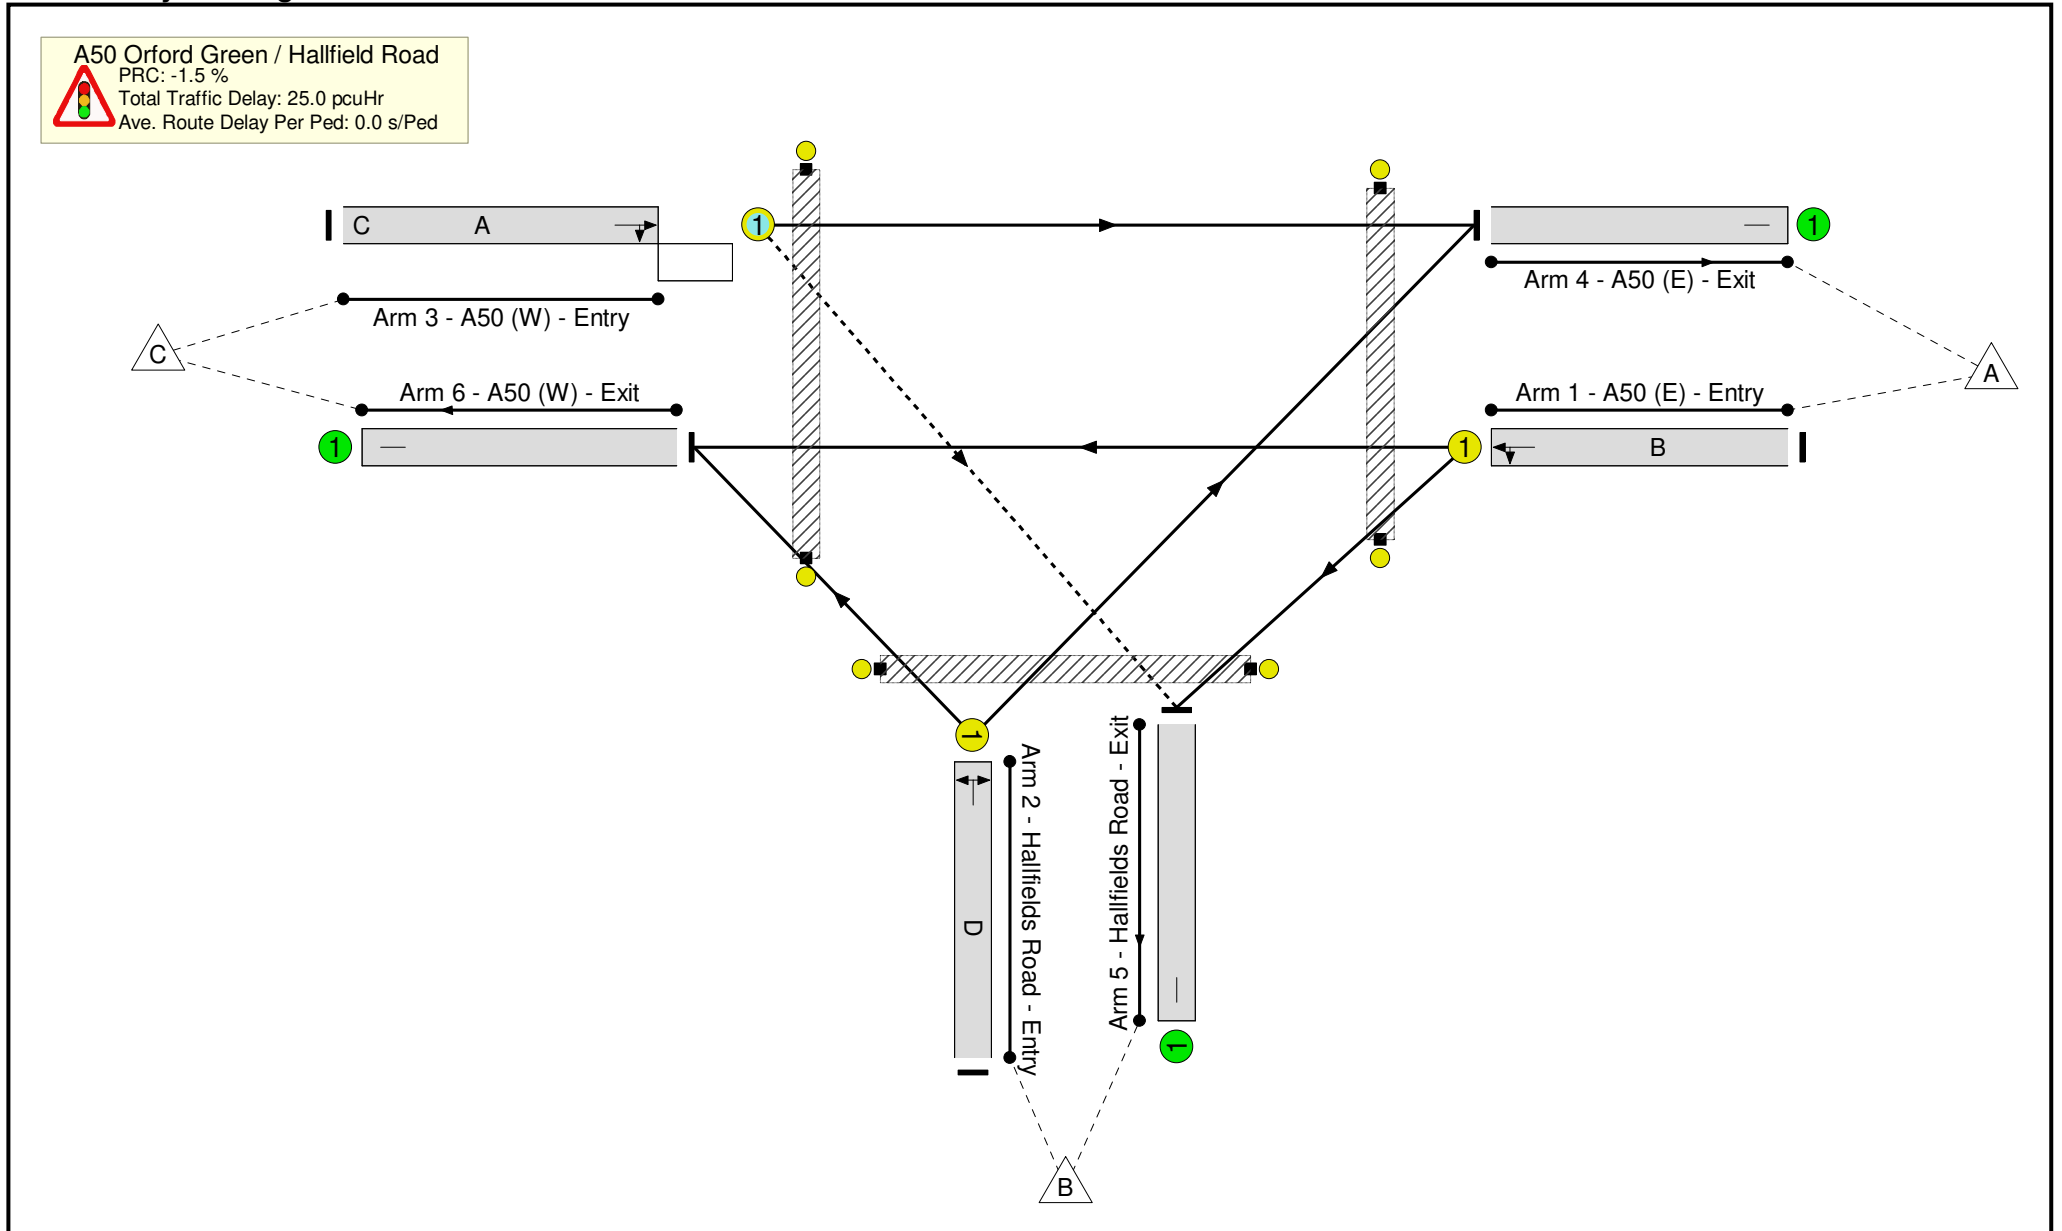 A50 Orford Green / Hallfield Road
PRC: -1.5 %
Total Traffic Delay: 25.0 pcuHr
Ave. Route Delay Per Ped: 0.0 s/Ped
C A
1
1
Arm 4 - A50 (E) - Exit
Arm 3 - A50 (W) - Entry
C
A
Arm 6 - A50 (W) - Exit
Arm 1 - A50 (E) - Entry
1
1
B
1
Arm 2 - Hallfields Road - Entry
Arm 5 - Hallfields Road - Exit
D
1
B